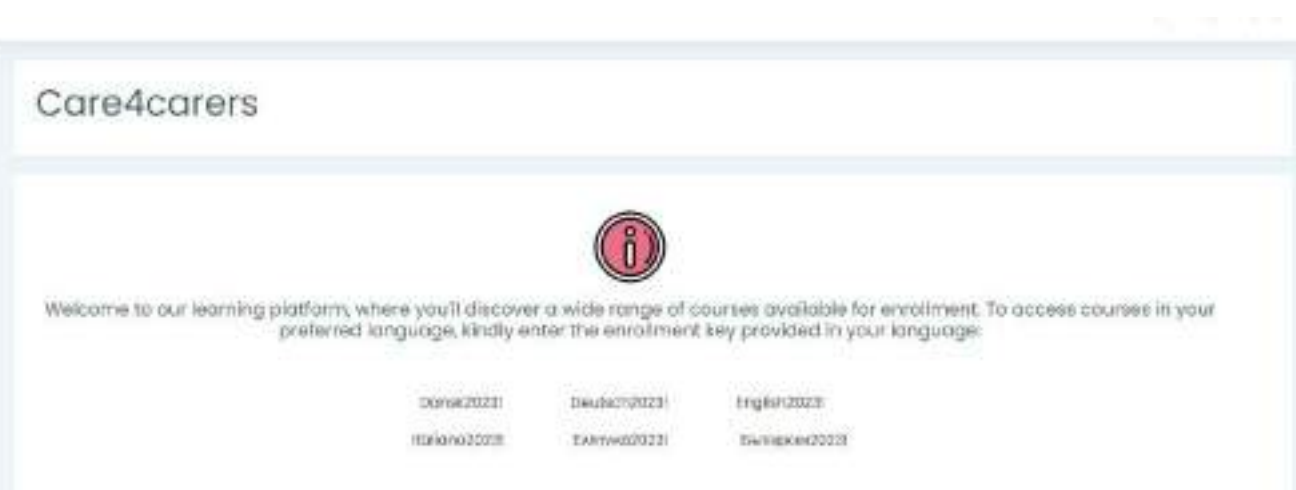 Care4carers
Welcome to our learning platform, where you'll discover a wide range of courses available for enrollment. To access courses in your
preferred language, kindly enter the enrollment key provided in your language:
Dansk2023! Deutsch2023! English2023!
Italiano2023!